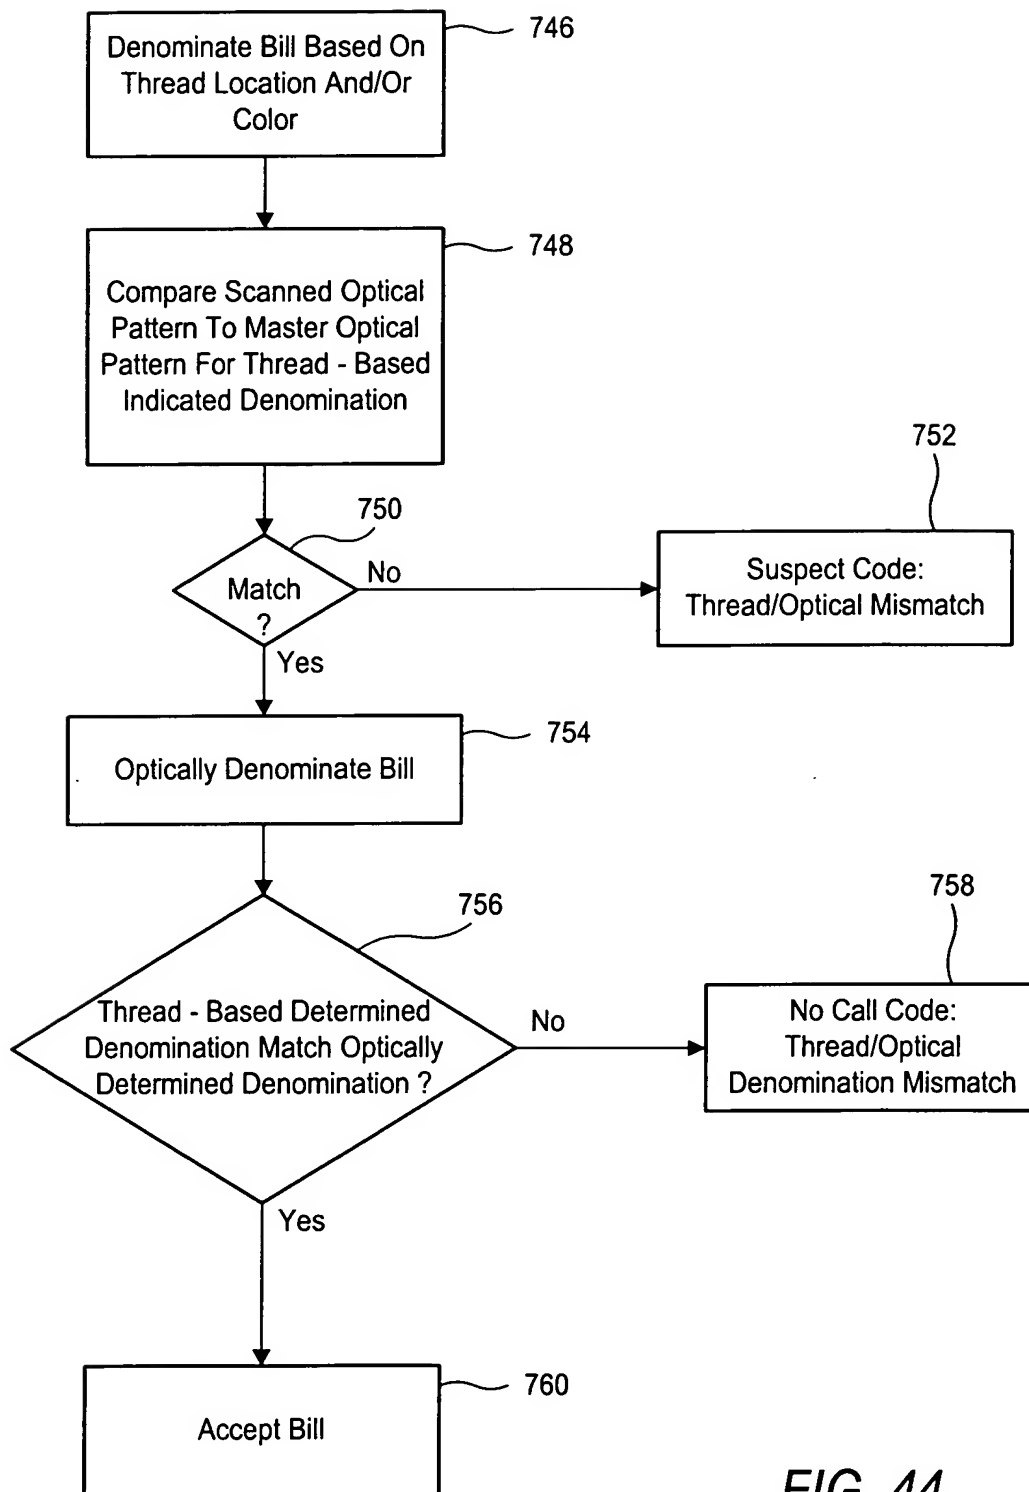 746
Denominate Bill Based On
Thread Location And/Or
Color
748
Compare Scanned Optical
Pattern To Master Optical
Pattern For Thread - Based
Indicated Denomination
750
Match
?
No
752
Suspect Code:
Thread/Optical Mismatch
Yes
754
Optically Denominate Bill
756
Thread - Based Determined
Denomination Match Optically
Determined Denomination ?
No
758
No Call Code:
Thread/Optical
Denomination Mismatch
Yes
760
Accept Bill
FIG. 44